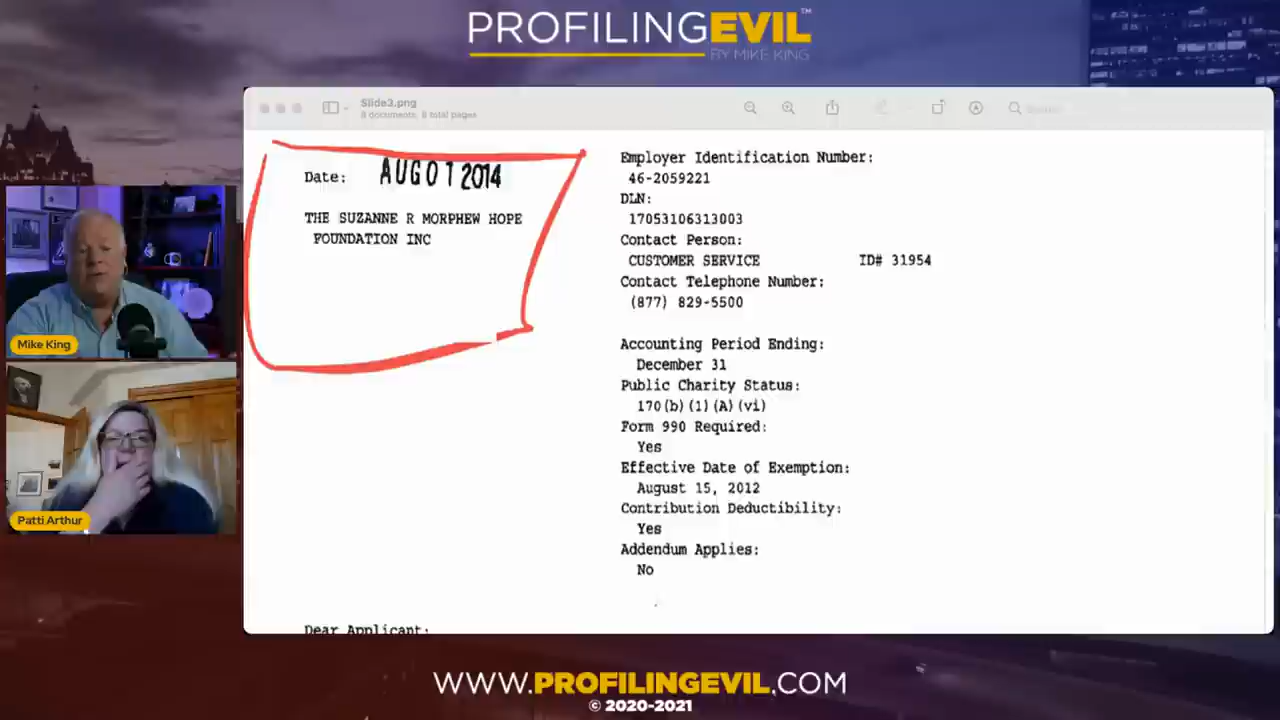 PROFILINGEVIL™
BY MIKE KING
Slide3.png
8 documents, 8 total pages
Search
Date: AUG 07 2014
THE SUZANNE R MORPHEW HOPE
FOUNDATION INC
Employer Identification Number:
46-2059221
DLN:
17053106313003
Contact Person:
CUSTOMER SERVICE ID# 31954
Contact Telephone Number:
(877) 829-5500
Accounting Period Ending:
December 31
Public Charity Status:
170(b)(1)(A)(vi)
Form 990 Required:
Yes
Effective Date of Exemption:
August 15, 2012
Contribution Deductibility:
Yes
Addendum Applies:
No
Dear Applicant:
Mike King
Patti Arthur
WWW.PROFILINGEVIL.COM
© 2020-2021